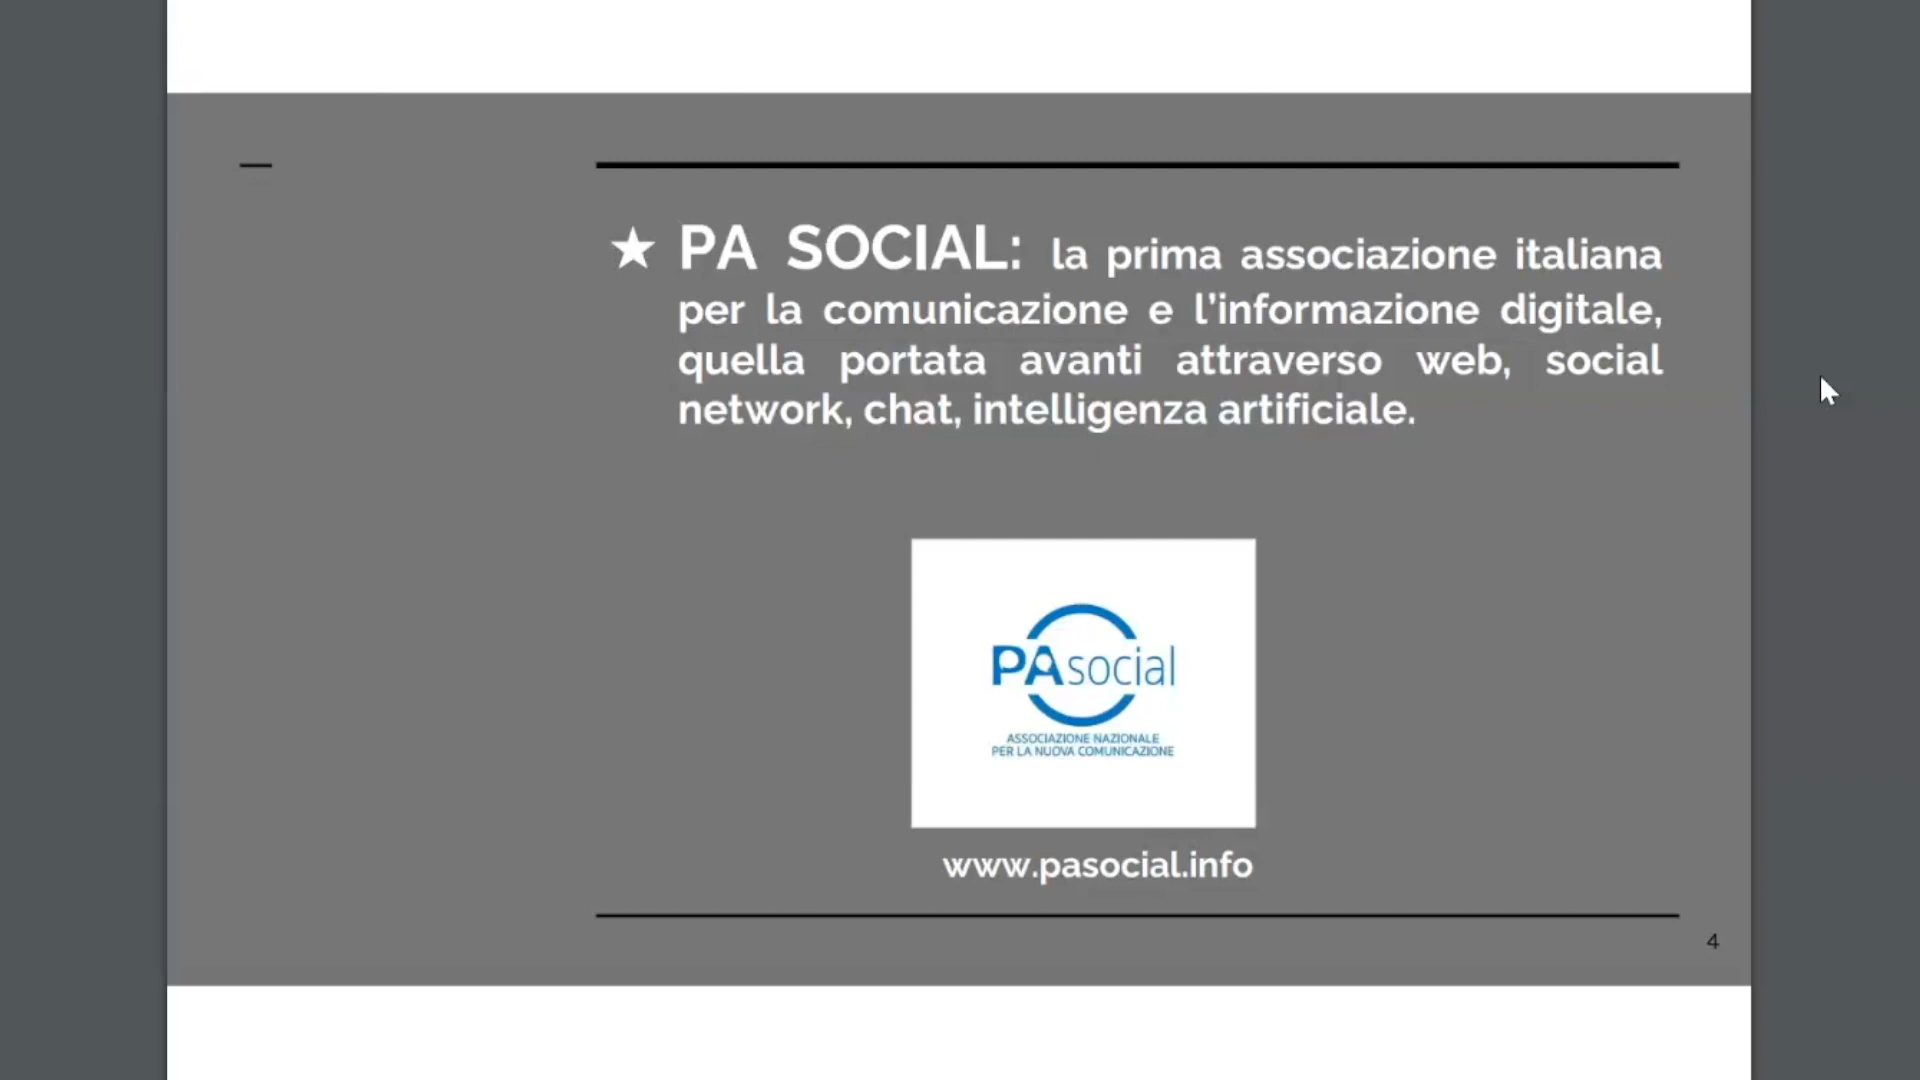 ★ PA SOCIAL: la prima associazione italiana
per la comunicazione e l’informazione digitale,
quella portata avanti attraverso web, social
network, chat, intelligenza artificiale.
PAsocial
ASSOCIAZIONE NAZIONALE
PER LA NUOVA COMUNICAZIONE
www.pasocial.info
4